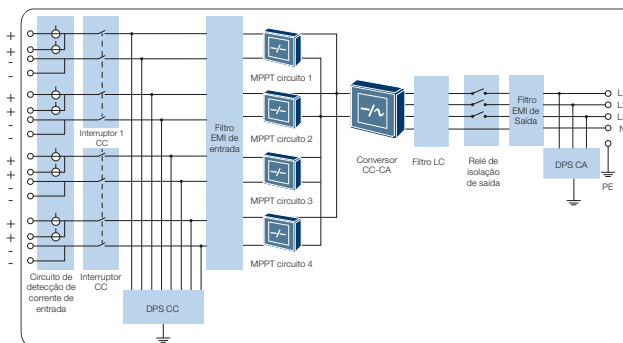 +
+
-
-
+
+
-
-
+
+
-
-
+
+
-
-
Interruptor 1
CC
Circuito de
detecção de
corrente de
entrada
Interruptor
CC
DPS CC
Filtro
EMI de
entrada
MPPT circuito 1
MPPT circuito 2
MPPT circuito 3
MPPT circuito 4
Conversor
CC-CA
Filtro LC
Relé de
isolação
de saída
Filtro
EMI de
Saída
DPS CA
N
PE